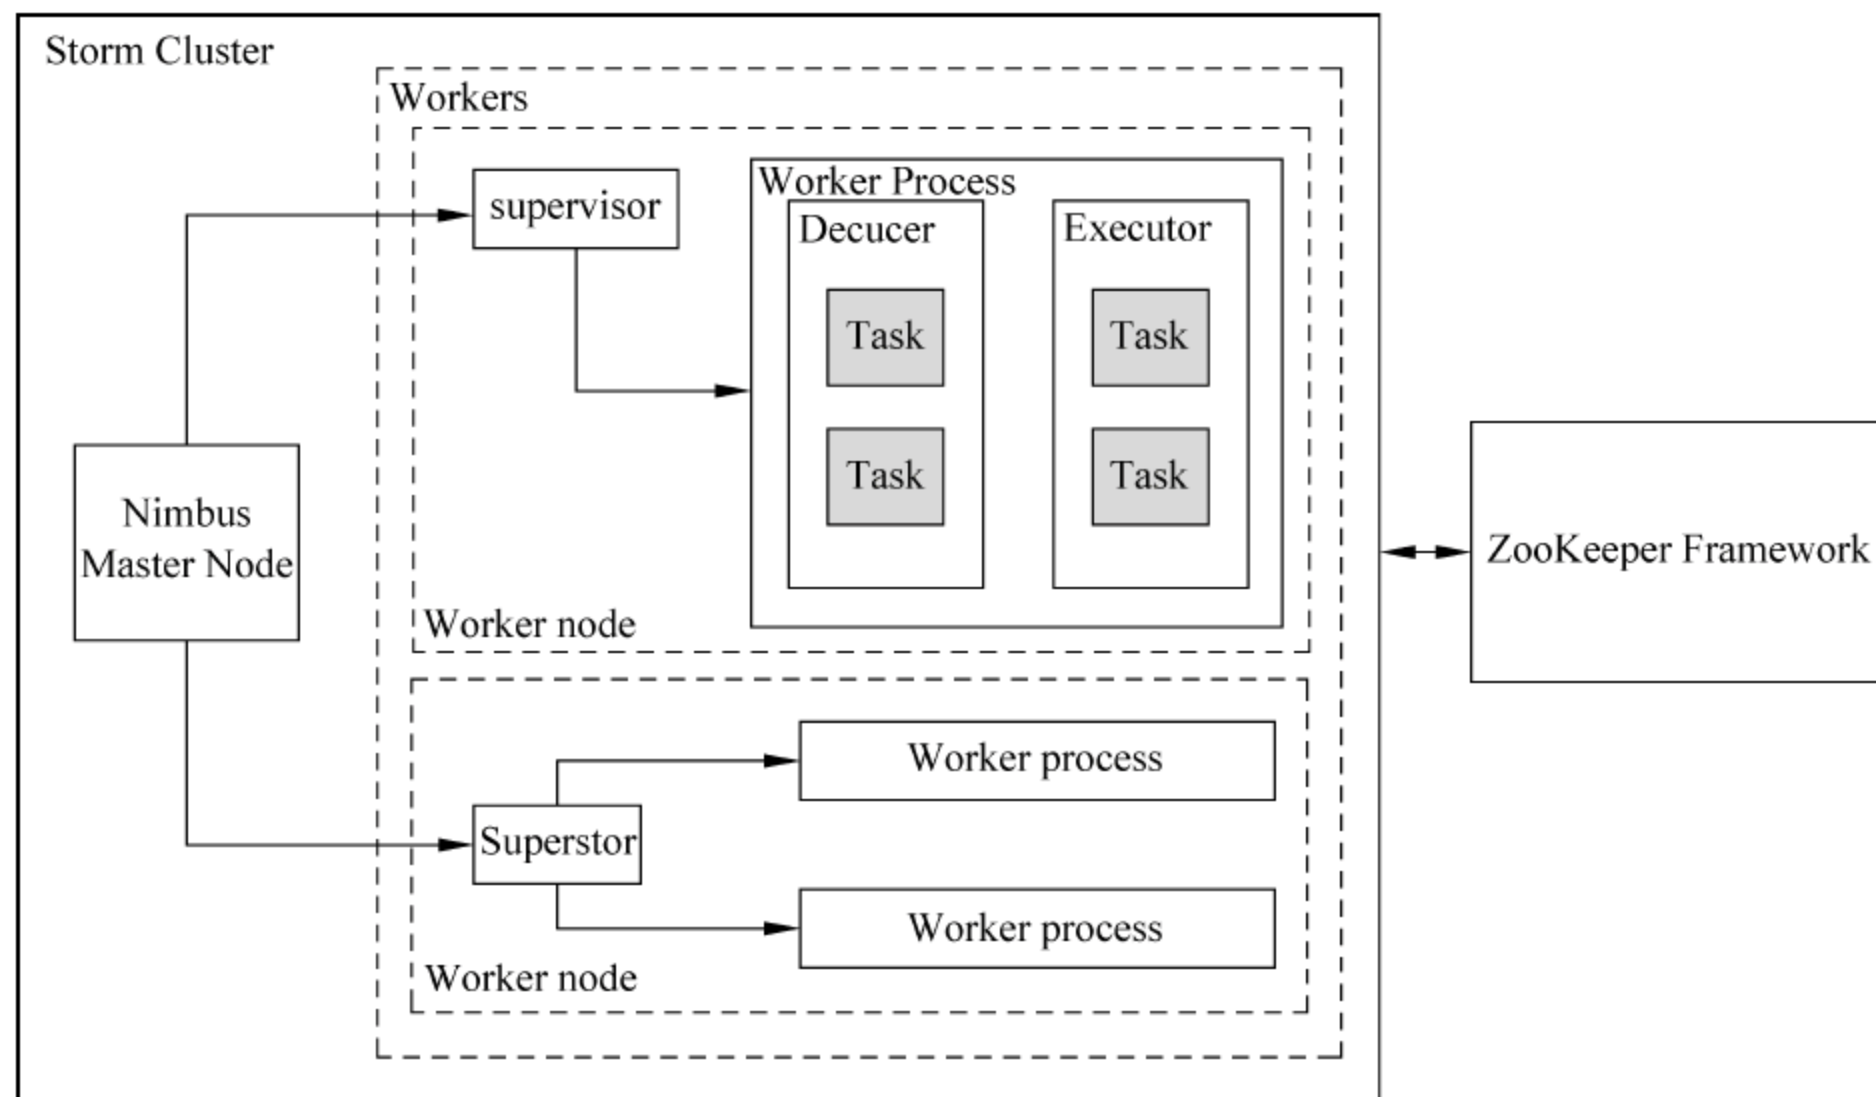 Storm Cluster
Workers
supervisor
Worker Process
Decucer
Executor
Task
Task
Task
Task
Nimbus
Master Node
Worker node
ZooKeeper Framework
Worker process
Superstor
Worker process
Worker node